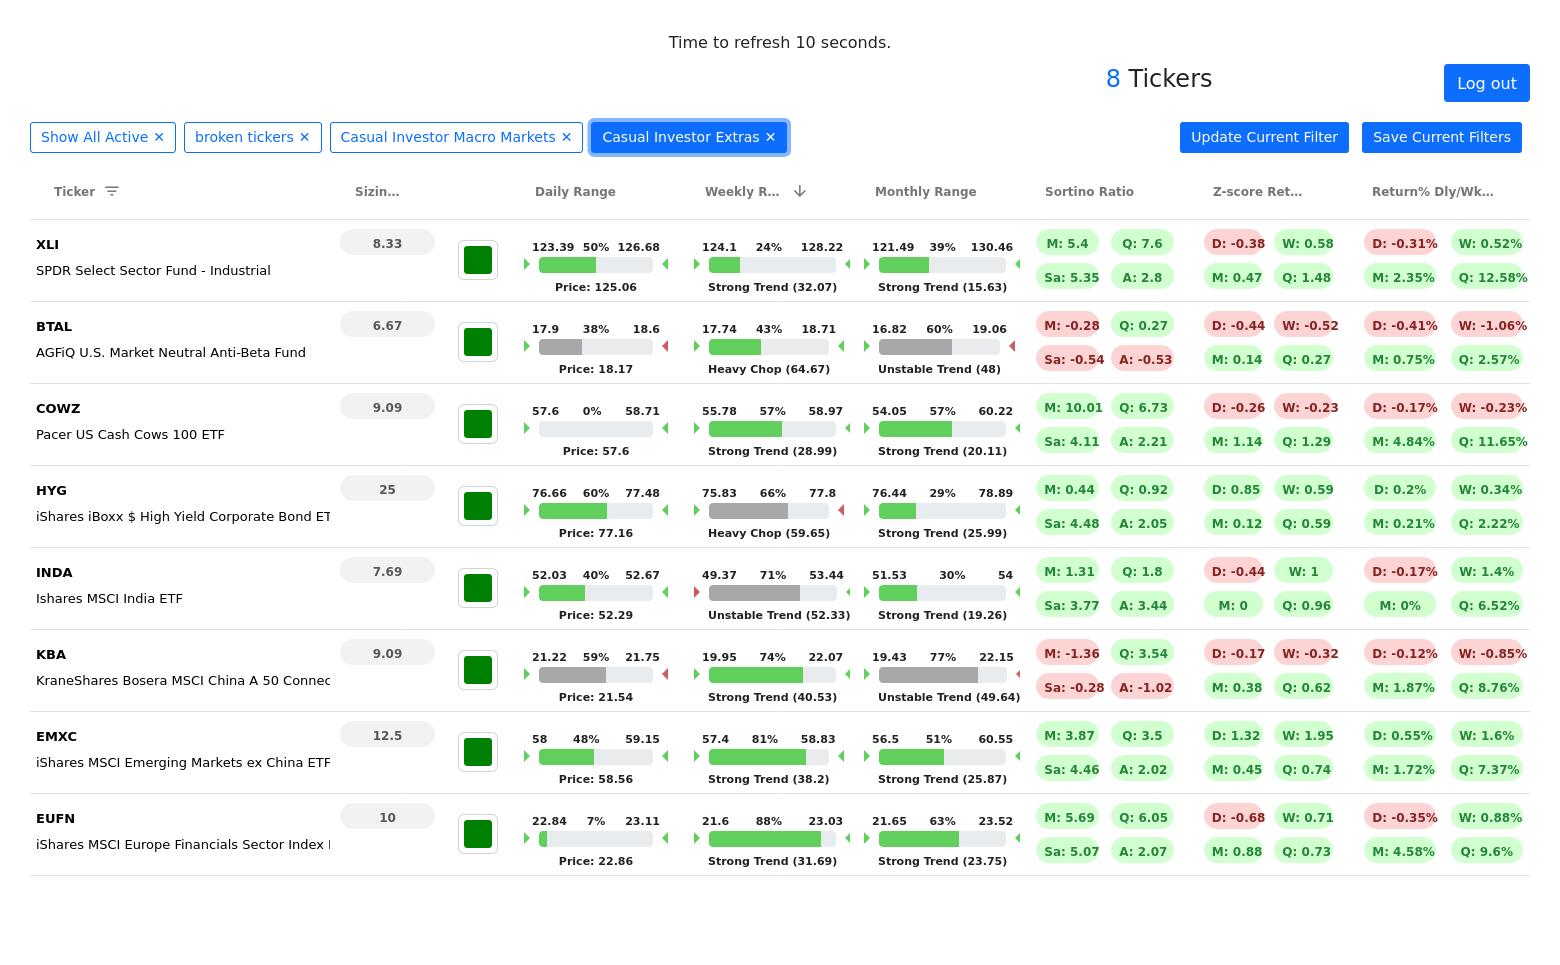 Time to refresh 10 seconds.
8 Tickers
Log out
Show All Active ✕ broken tickers ✕ Casual Investor Macro Markets ✕ Casual Investor Extras ✕ Update Current Filter Save Current Filters
Ticker Sizin... Daily Range Weekly R... Monthly Range Sortino Ratio Z-score Ret... Return% Dly/Wk...
XLI 8.33 123.39 50% 126.68 124.1 24% 128.22 121.49 39% 130.46 M: 5.4 Q: 7.6 D: -0.38 W: 0.58 D: -0.31% W: 0.52%
SPDR Select Sector Fund - Industrial Sa: 5.35 A: 2.8 M: 0.47 Q: 1.48 M: 2.35% Q: 12.58%
Price: 125.06 Strong Trend (32.07) Strong Trend (15.63)
BTAL 6.67 17.9 38% 18.6 17.74 43% 18.71 16.82 60% 19.06 M: -0.28 Q: 0.27 D: -0.44 W: -0.52 D: -0.41% W: -1.06%
AGFiQ U.S. Market Neutral Anti-Beta Fund Sa: -0.54 A: -0.53 M: 0.14 Q: 0.27 M: 0.75% Q: 2.57%
Price: 18.17 Heavy Chop (64.67) Unstable Trend (48)
COWZ 9.09 57.6 0% 58.71 55.78 57% 58.97 54.05 57% 60.22 M: 10.01 Q: 6.73 D: -0.26 W: -0.23 D: -0.17% W: -0.23%
Pacer US Cash Cows 100 ETF Sa: 4.11 A: 2.21 M: 1.14 Q: 1.29 M: 4.84% Q: 11.65%
Price: 57.6 Strong Trend (28.99) Strong Trend (20.11)
HYG 25 76.66 60% 77.48 75.83 66% 77.8 76.44 29% 78.89 M: 0.44 Q: 0.92 D: 0.85 W: 0.59 D: 0.2% W: 0.34%
iShares iBoxx $ High Yield Corporate Bond ET Sa: 4.48 A: 2.05 M: 0.12 Q: 0.59 M: 0.21% Q: 2.22%
Price: 77.16 Heavy Chop (59.65) Strong Trend (25.99)
INDA 7.69 52.03 40% 52.67 49.37 71% 53.44 51.53 30% 54 M: 1.31 Q: 1.8 D: -0.44 W: 1 D: -0.17% W: 1.4%
Ishares MSCI India ETF Sa: 3.77 A: 3.44 M: 0 Q: 0.96 M: 0% Q: 6.52%
Price: 52.29 Unstable Trend (52.33) Strong Trend (19.26)
KBA 9.09 21.22 59% 21.75 19.95 74% 22.07 19.43 77% 22.15 M: -1.36 Q: 3.54 D: -0.17 W: -0.32 D: -0.12% W: -0.85%
KraneShares Bosera MSCI China A 50 Connec Sa: -0.28 A: -1.02 M: 0.38 Q: 0.62 M: 1.87% Q: 8.76%
Price: 21.54 Strong Trend (40.53) Unstable Trend (49.64)
EMXC 12.5 58 48% 59.15 57.4 81% 58.83 56.5 51% 60.55 M: 3.87 Q: 3.5 D: 1.32 W: 1.95 D: 0.55% W: 1.6%
iShares MSCI Emerging Markets ex China ETF Sa: 4.46 A: 2.02 M: 0.45 Q: 0.74 M: 1.72% Q: 7.37%
Price: 58.56 Strong Trend (38.2) Strong Trend (25.87)
EUFN 10 22.84 7% 23.11 21.6 88% 23.03 21.65 63% 23.52 M: 5.69 Q: 6.05 D: -0.68 W: 0.71 D: -0.35% W: 0.88%
iShares MSCI Europe Financials Sector Index Sa: 5.07 A: 2.07 M: 0.88 Q: 0.73 M: 4.58% Q: 9.6%
Price: 22.86 Strong Trend (31.69) Strong Trend (23.75)